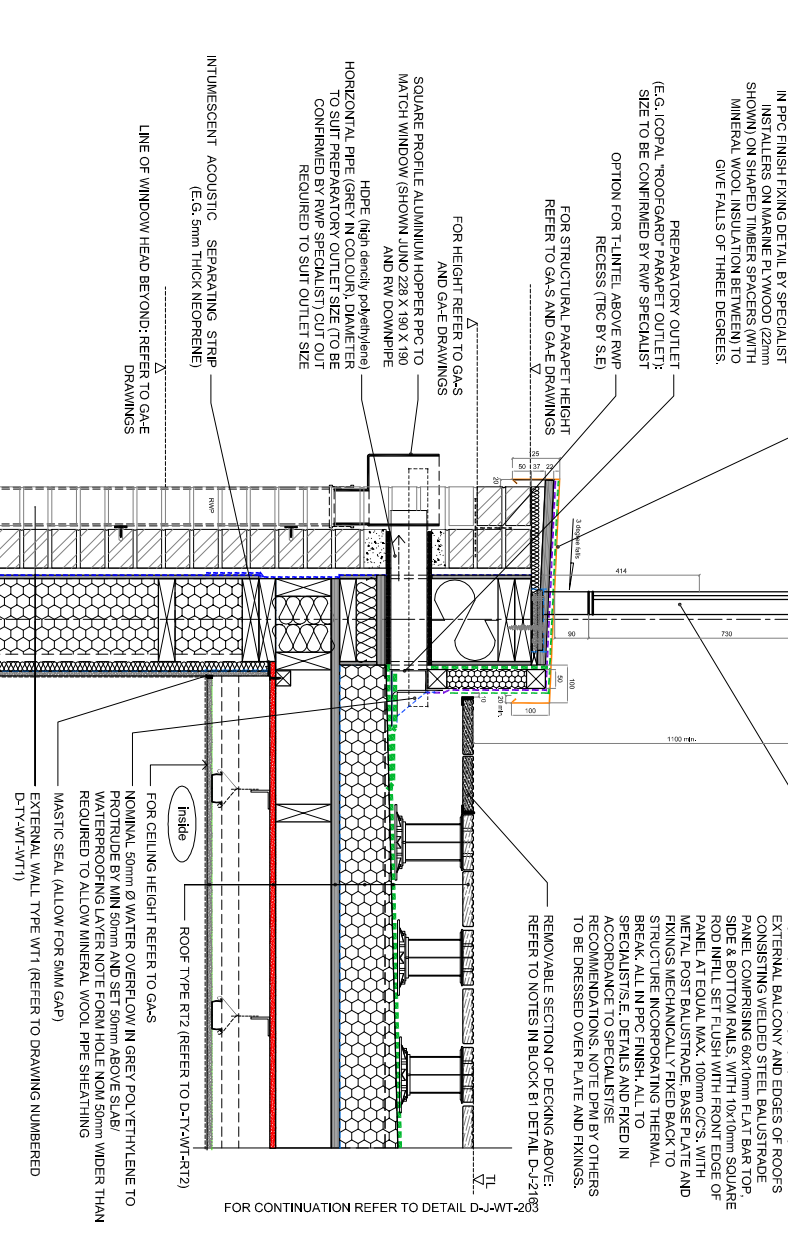 IN PPC FINISH FIXING DETAIL BY SPECIALIST
INSTALLERS ON MARINE PLYWOOD (22mm
SHOWN) ON SHAPED TIMBER SPACERS (WITH
MINERAL WOOL INSULATION BETWEEN) TO
GIVE FALLS OF THREE DEGREES.
PREPARATORY OUTLET
(E.G. ICOPAL "ROOFGARD" PARAPET OUTLET);
SIZE TO BE CONFIRMED BY RWP SPECIALIST
OPTION FOR T-LINTEL ABOVE RWP
RECESS (TBC BY S.E)
FOR STRUCTURAL PARAPET HEIGHT
REFER TO GA-S AND GA-E DRAWINGS
FOR HEIGHT REFER TO GA-S
AND GA-E DRAWINGS
SQUARE PROFILE ALUMINIUM HOPPER PPC TO
MATCH WINDOW (SHOWN JUNO 228 X 190 X 190
AND RW DOWNPIPE
HDPE (high dencity polyethylene)
HORIZONTAL PIPE (GREY IN COLOUR). DIAMETER
TO SUIT PREPARATORY OUTLET SIZE (TO BE
CONFIRMED BY RWP SPECIALIST) CUT OUT
REQUIRED TO SUIT OUTLET SIZE
INTUMESCENT ACOUSTIC SEPARATING STRIP
(E.G. 5mm THICK NEOPRENE)
LINE OF WINDOW HEAD BEYOND: REFER TO GA-E
DRAWINGS
25
50 37 22
20
3 degree falls
414
90
730
RWP
100
50
100
20 min.
10
1100 min.
EXTERNAL BALCONY AND EDGES OF ROOFS
CONSISTING WELDED STEEL BALUSTRADE
PANEL COMPRISING 60x10mm FLAT BAR TOP,
SIDE & BOTTOM RAILS, WITH 10x10mm SQUARE
ROD INFILL SET FLUSH WITH FRONT EDGE OF
PANEL AT EQUAL MAX. 100mm C/C'S. WITH
METAL POST BALUSTRADE, BASE PLATE AND
FIXINGS MECHANICALLY FIXED BACK TO
STRUCTURE INCORPORATING THERMAL
BREAK. ALL IN PPC FINISH. ALL TO
SPECIALIST/S.E. DETAILS AND FIXED IN
ACCORDANCE TO SPECIALIST/SE
RECOMMENDATIONS. NOTE DPM BY OTHERS
TO BE DRESSED OVER PLATE AND FIXINGS.
REMOVABLE SECTION OF DECKING ABOVE:
REFER TO NOTES IN BLOCK B1 DETAIL D-J-216
TL
FOR CONTINUATION REFER TO DETAIL D-J-WT-203
ROOF TYPE RT2 (REFER TO D-TY-WT-RT2)
inside
FOR CEILING HEIGHT REFER TO GA-S
NOMINAL 50mm Ø WATER OVERFLOW IN GREY POLYETHYLENE TO
PROTRUDE BY MIN 50mm AND SET 50mm ABOVE SLAB/
WATERPROOFING LAYER NOTE FORM HOLE NOM 50mm WIDER THAN
REQUIRED TO ALLOW MINERAL WOOL PIPE SHEATHING
MASTIC SEAL (ALLOW FOR 5MM GAP)
EXTERNAL WALL TYPE WT1 (REFER TO DRAWING NUMBERED
D-TY-WT-WT1)